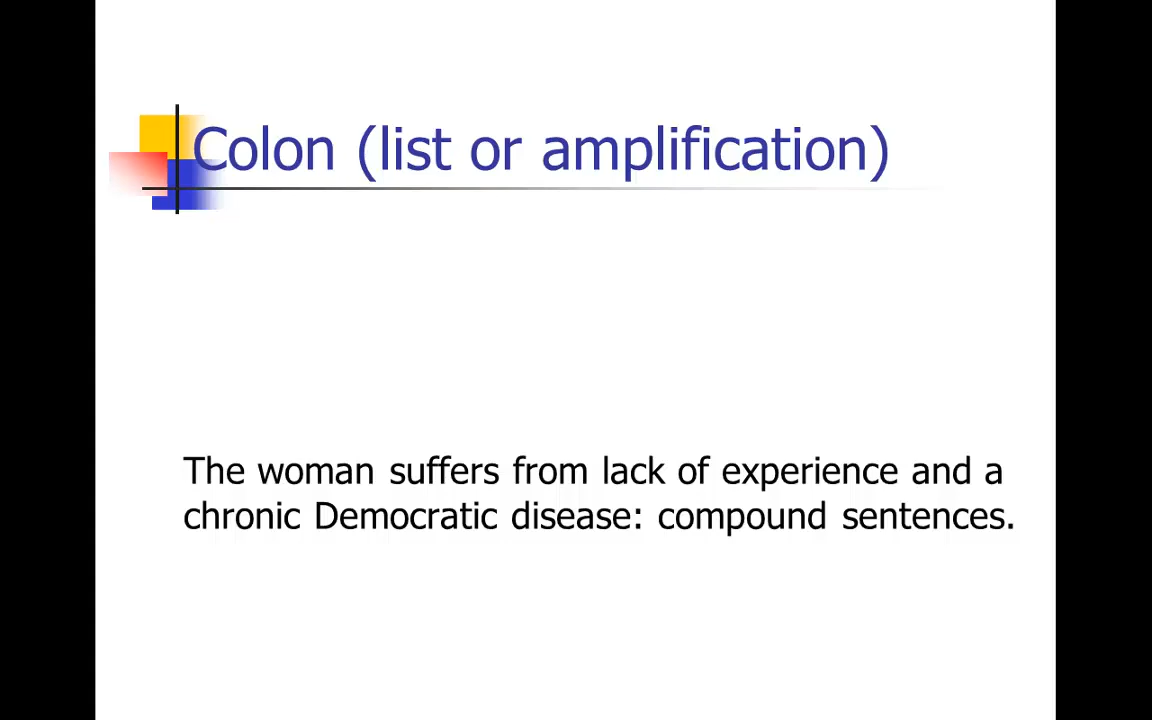 Colon (list or amplification)
The woman suffers from lack of experience and a
chronic Democratic disease: compound sentences.